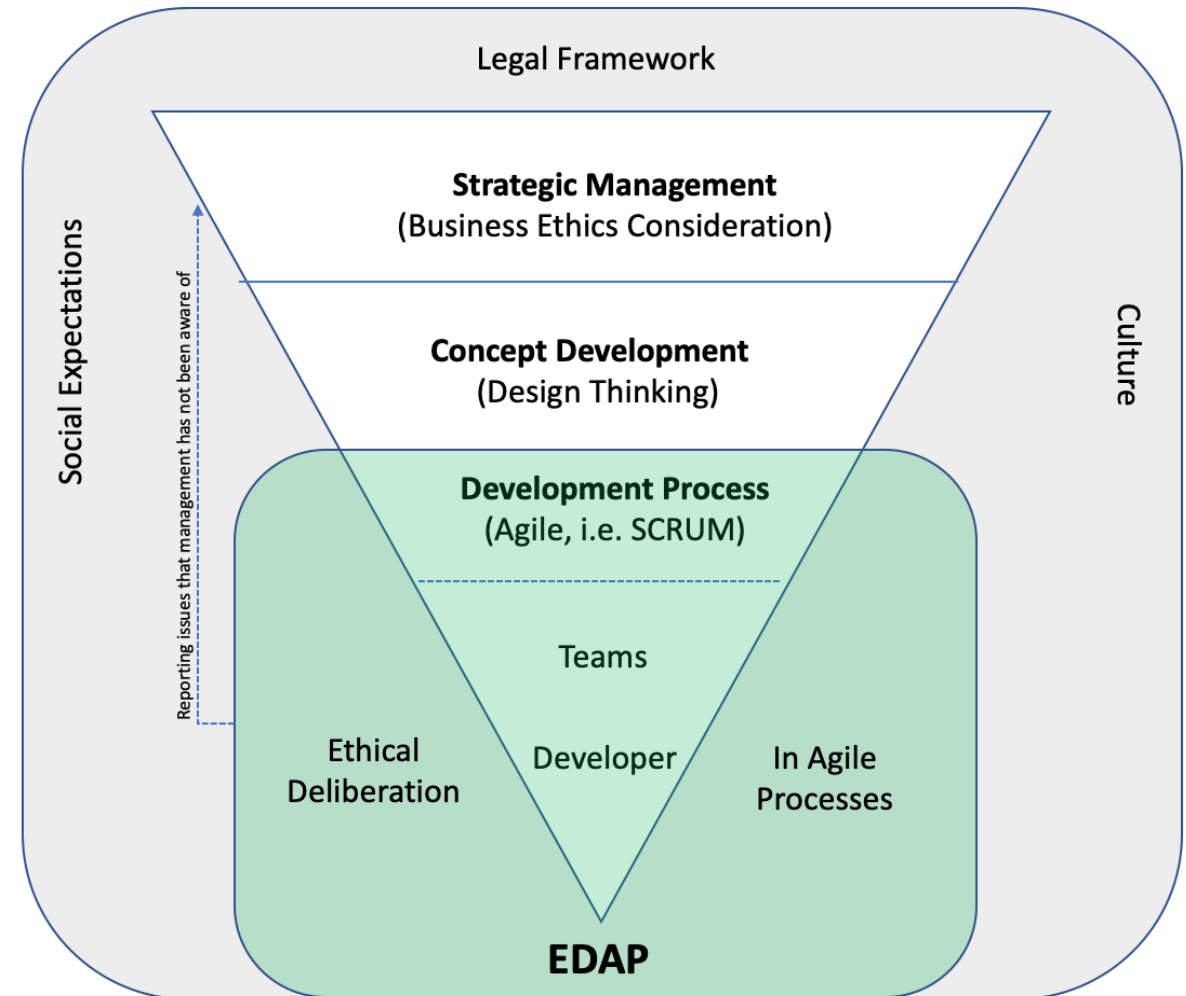 Legal Framework
Strategic Management
(Business Ethics Consideration)
Social Expectations
Reporting issues that management has not been aware of
Culture
Concept Development
(Design Thinking)
Development Process
(Agile, i.e. SCRUM)
Teams
Ethical
Deliberation
Developer
In Agile
Processes
EDAP